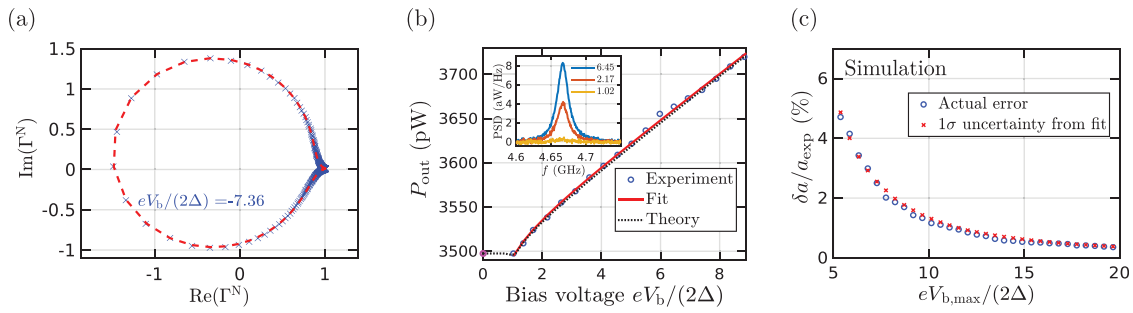 (a)
1.5
1
0.5
0
-0.5
-1
-1
0
1
Im(Γᴺ)
Re(Γᴺ)
eV_b/(2Δ) =-7.36
(b)
3700
3650
3600
3550
3500
0
2
4
6
8
P_out (pW)
Bias voltage eV_b/(2Δ)
8
4
0
4.6
4.65
4.7
PSD (aW/Hz)
f (GHz)
6.45
2.17
1.02
Experiment
Fit
Theory
(c)
6
4
2
0
5
10
15
20
δa/a_exp (%)
eV_b,max/(2Δ)
Simulation
Actual error
1σ uncertainty from fit